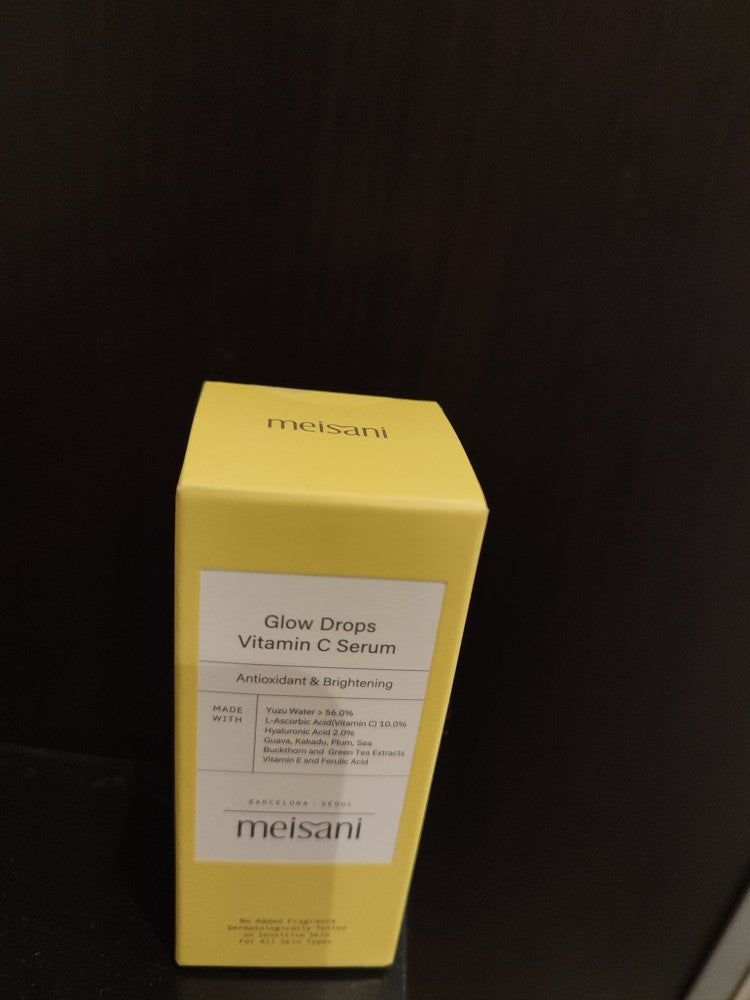 meisani
Glow Drops
Vitamin C Serum
Antioxidant & Brightening
MADE
WITH
Yuzu Water > 56.0%
L-Ascorbic Acid(Vitamin C) 10.0%
Hyaluronic Acid 2.0%
Guava, Kakadu, Plum, Sea
Buckthorn and Green Tea Extracts
Vitamin E and Ferulic Acid
BARCELONA - SEOUL
meisani
No Added Fragrance
Dermatologically Tested
on Sensitive Skin
For All Skin Types